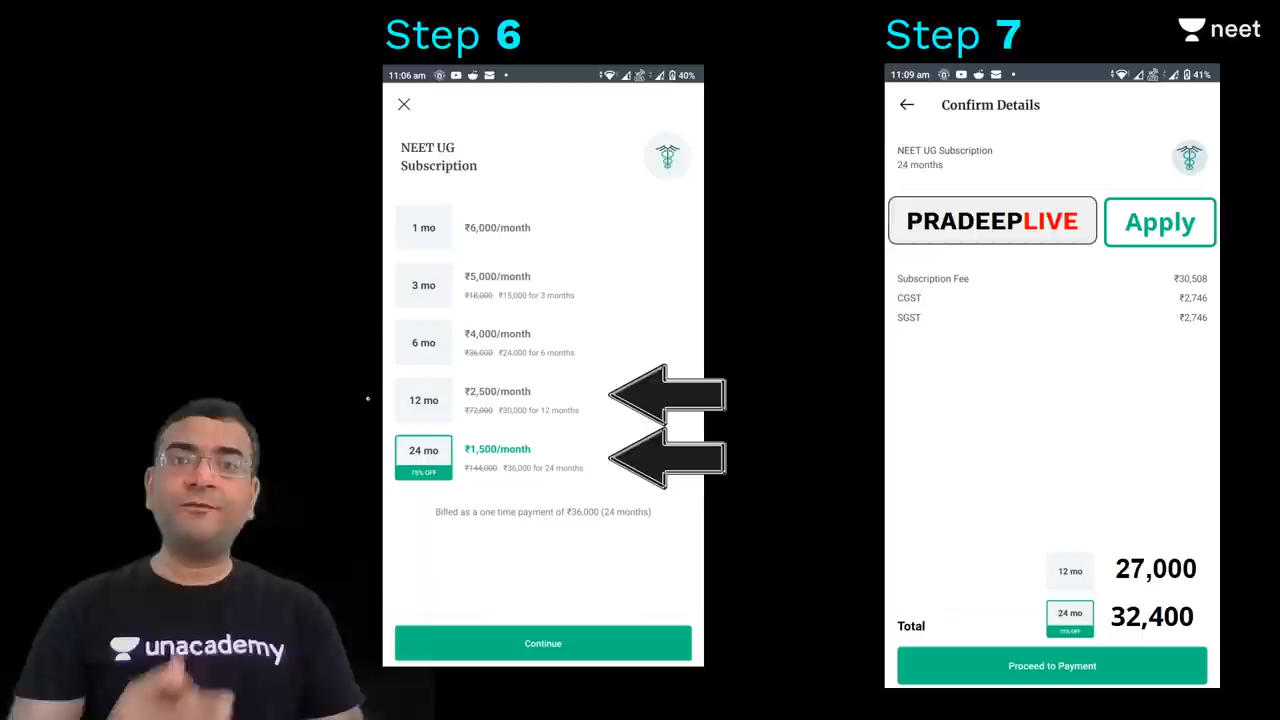 Step 6
11:06 am
40%
NEET UG
Subscription
1 mo
₹6,000/month
3 mo
₹5,000/month
₹18,000 ₹15,000 for 3 months
6 mo
₹4,000/month
₹36,000 ₹24,000 for 6 months
12 mo
₹2,500/month
₹72,000 ₹30,000 for 12 months
24 mo
75% OFF
₹1,500/month
₹144,000 ₹36,000 for 24 months
Billed as a one time payment of ₹36,000 (24 months)
Continue
Step 7
neet
11:09 am
41%
Confirm Details
NEET UG Subscription
24 months
PRADEEPLIVE
Apply
Subscription Fee ₹30,508
CGST ₹2,746
SGST ₹2,746
12 mo 27,000
24 mo 32,400
Total
Proceed to Payment
unacademy